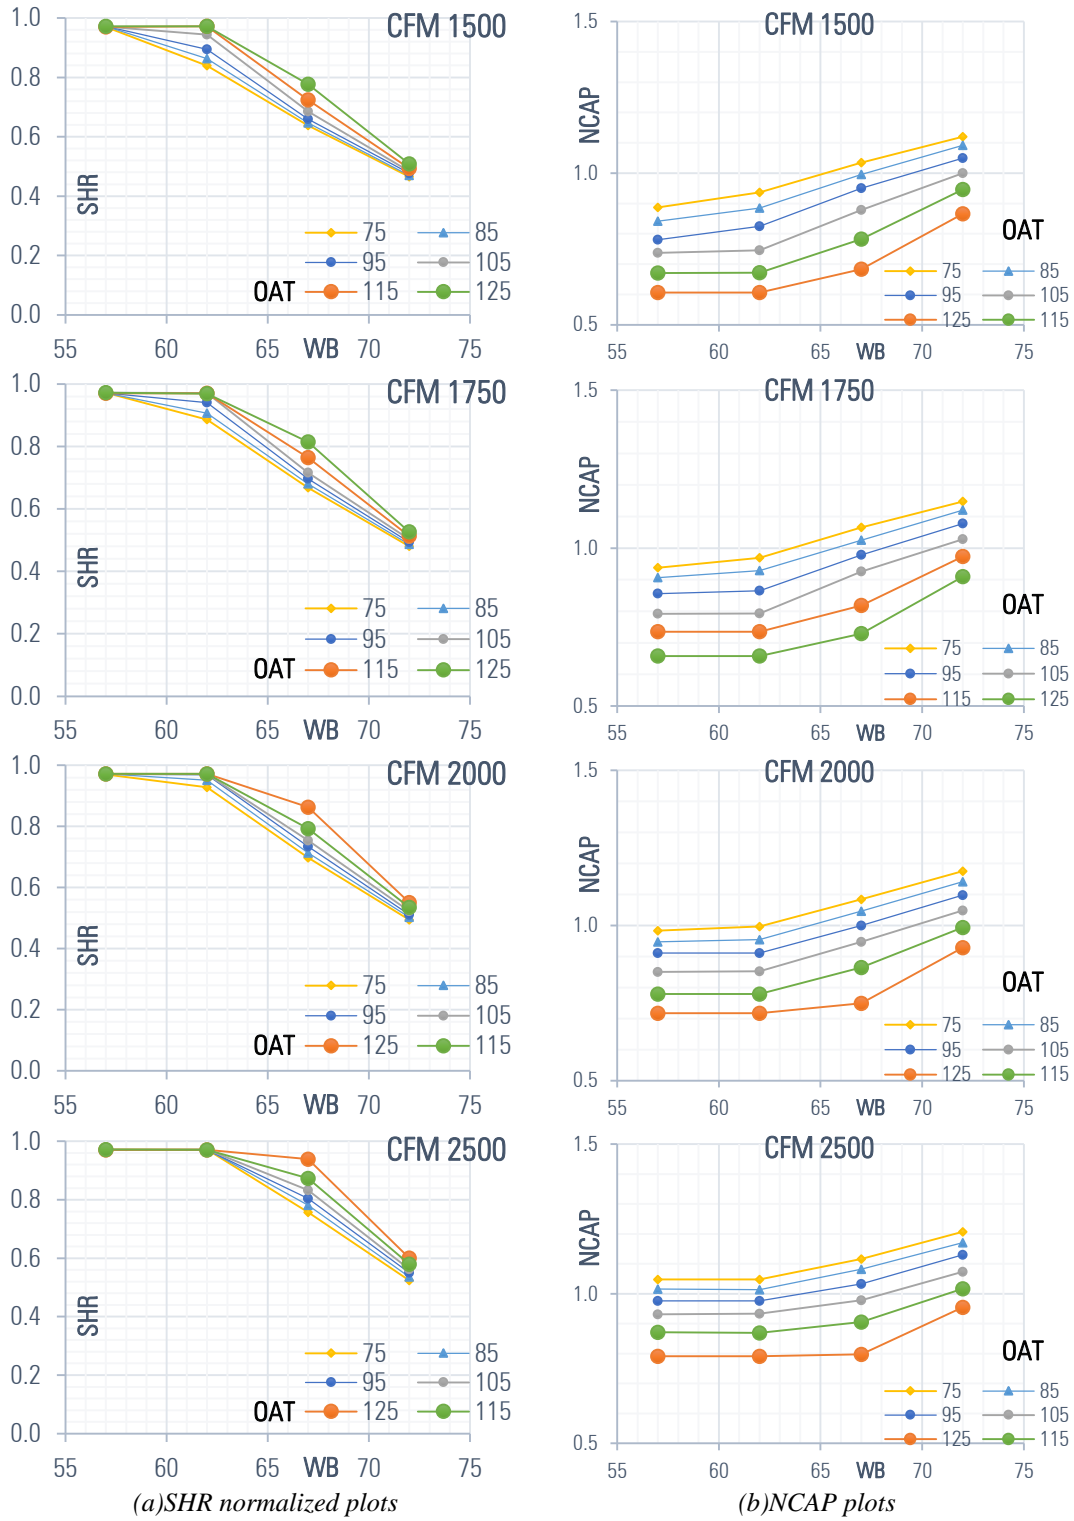 CFM 1500
1.0
0.8
0.6
0.4
0.2
0.0
SHR
75 85
95 105
OAT 115 125
55 60 65 WB 70 75
CFM 1500
1.5
1.0
0.5
NCAP
OAT
75 85
95 105
125 115
55 60 65 WB 70 75
CFM 1750
1.0
0.8
0.6
0.4
0.2
0.0
SHR
75 85
95 105
OAT 115 125
55 60 65 WB 70 75
CFM 1750
1.5
1.0
0.5
NCAP
OAT
75 85
95 105
115 125
55 60 65 WB 70 75
CFM 2000
1.0
0.8
0.6
0.4
0.2
0.0
SHR
75 85
95 105
OAT 125 115
55 60 65 WB 70 75
CFM 2000
1.5
1.0
0.5
NCAP
OAT
75 85
95 105
125 115
55 60 65 WB 70 75
CFM 2500
1.0
0.8
0.6
0.4
0.2
0.0
SHR
75 85
95 105
OAT 125 115
55 60 65 WB 70 75
CFM 2500
1.5
1.0
0.5
NCAP
OAT
75 85
95 105
125 115
55 60 65 WB 70 75
(a)SHR normalized plots
(b)NCAP plots